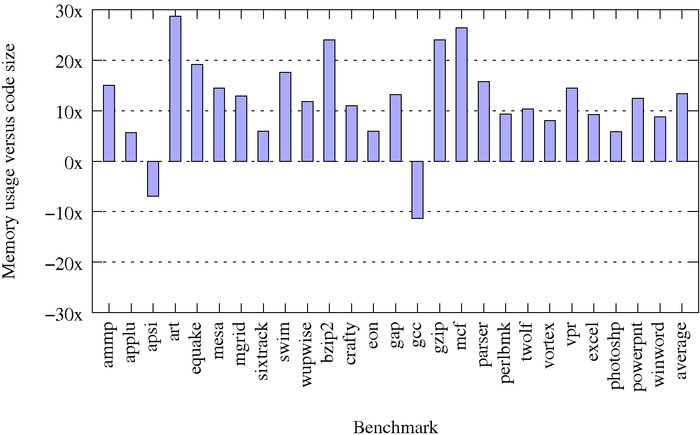 Memory usage versus code size
30x
20x
10x
0x
−10x
−20x
−30x
ammp
applu
apsi
art
equake
mesa
mgrid
sixtrack
swim
wupwise
bzip2
crafty
eon
gap
gcc
gzip
mcf
parser
perlbmk
twolf
vortex
vpr
excel
photoshp
powerpnt
winword
average
Benchmark